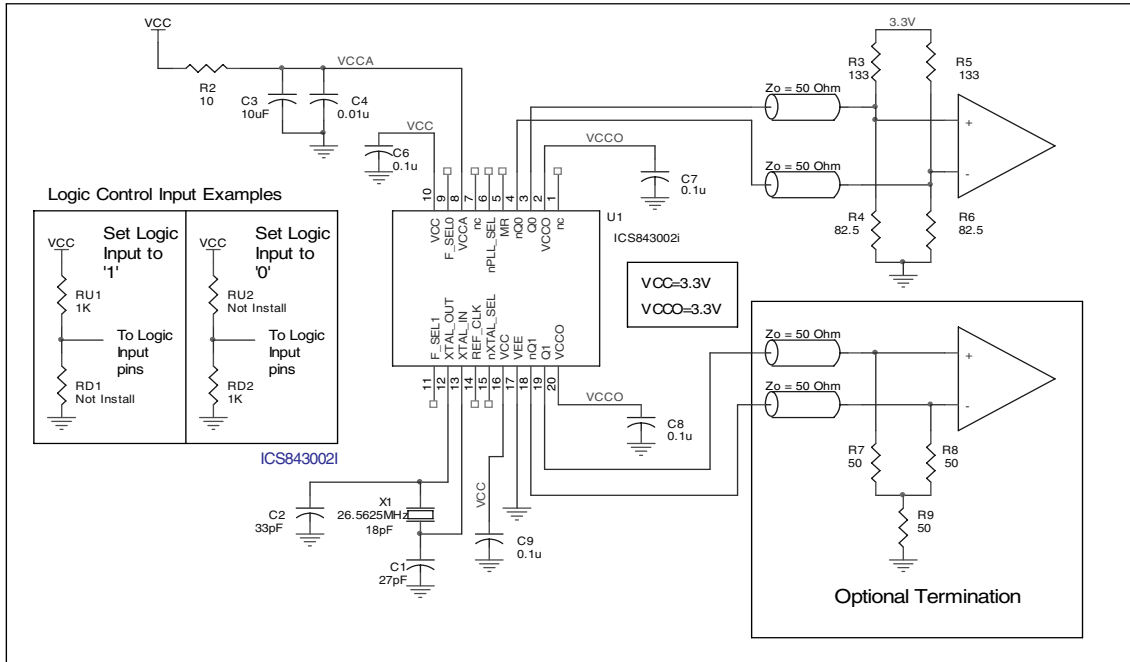 VCC
R2
10
VCCA
C3
10uF
C4
0.01u
VCC
C6
0.1u
VCCO
C7
0.1u
3.3V
R3
133
R5
133
Zo = 50 Ohm
Zo = 50 Ohm
+
-
R4
82.5
R6
82.5
Logic Control Input Examples
VCC
Set Logic
Input to
'1'
RU1
1K
To Logic
Input
pins
RD1
Not Install
VCC
Set Logic
Input to
'0'
RU2
Not Install
To Logic
Input
pins
RD2
1K
ICS843002I
10
9
8
7
6
5
4
3
2
1
VCC
F_SEL0
VCCA
nc
nPLL_SEL
MR
nQ0
Q0
VCCO
nc
U1
ICS843002i
F_SEL1
XTAL_OUT
XTAL_IN
REF_CLK
nXTAL_SEL
VCC
VEE
nQ1
Q1
VCCO
11
12
13
14
15
16
17
18
19
20
VCC=3.3V
VCCO=3.3V
VCCO
C8
0.1u
C2
33pF
X1
26.5625MHz
18pF
C1
27pF
VCC
C9
0.1u
Zo = 50 Ohm
Zo = 50 Ohm
+
-
R7
50
R8
50
R9
50
Optional Termination